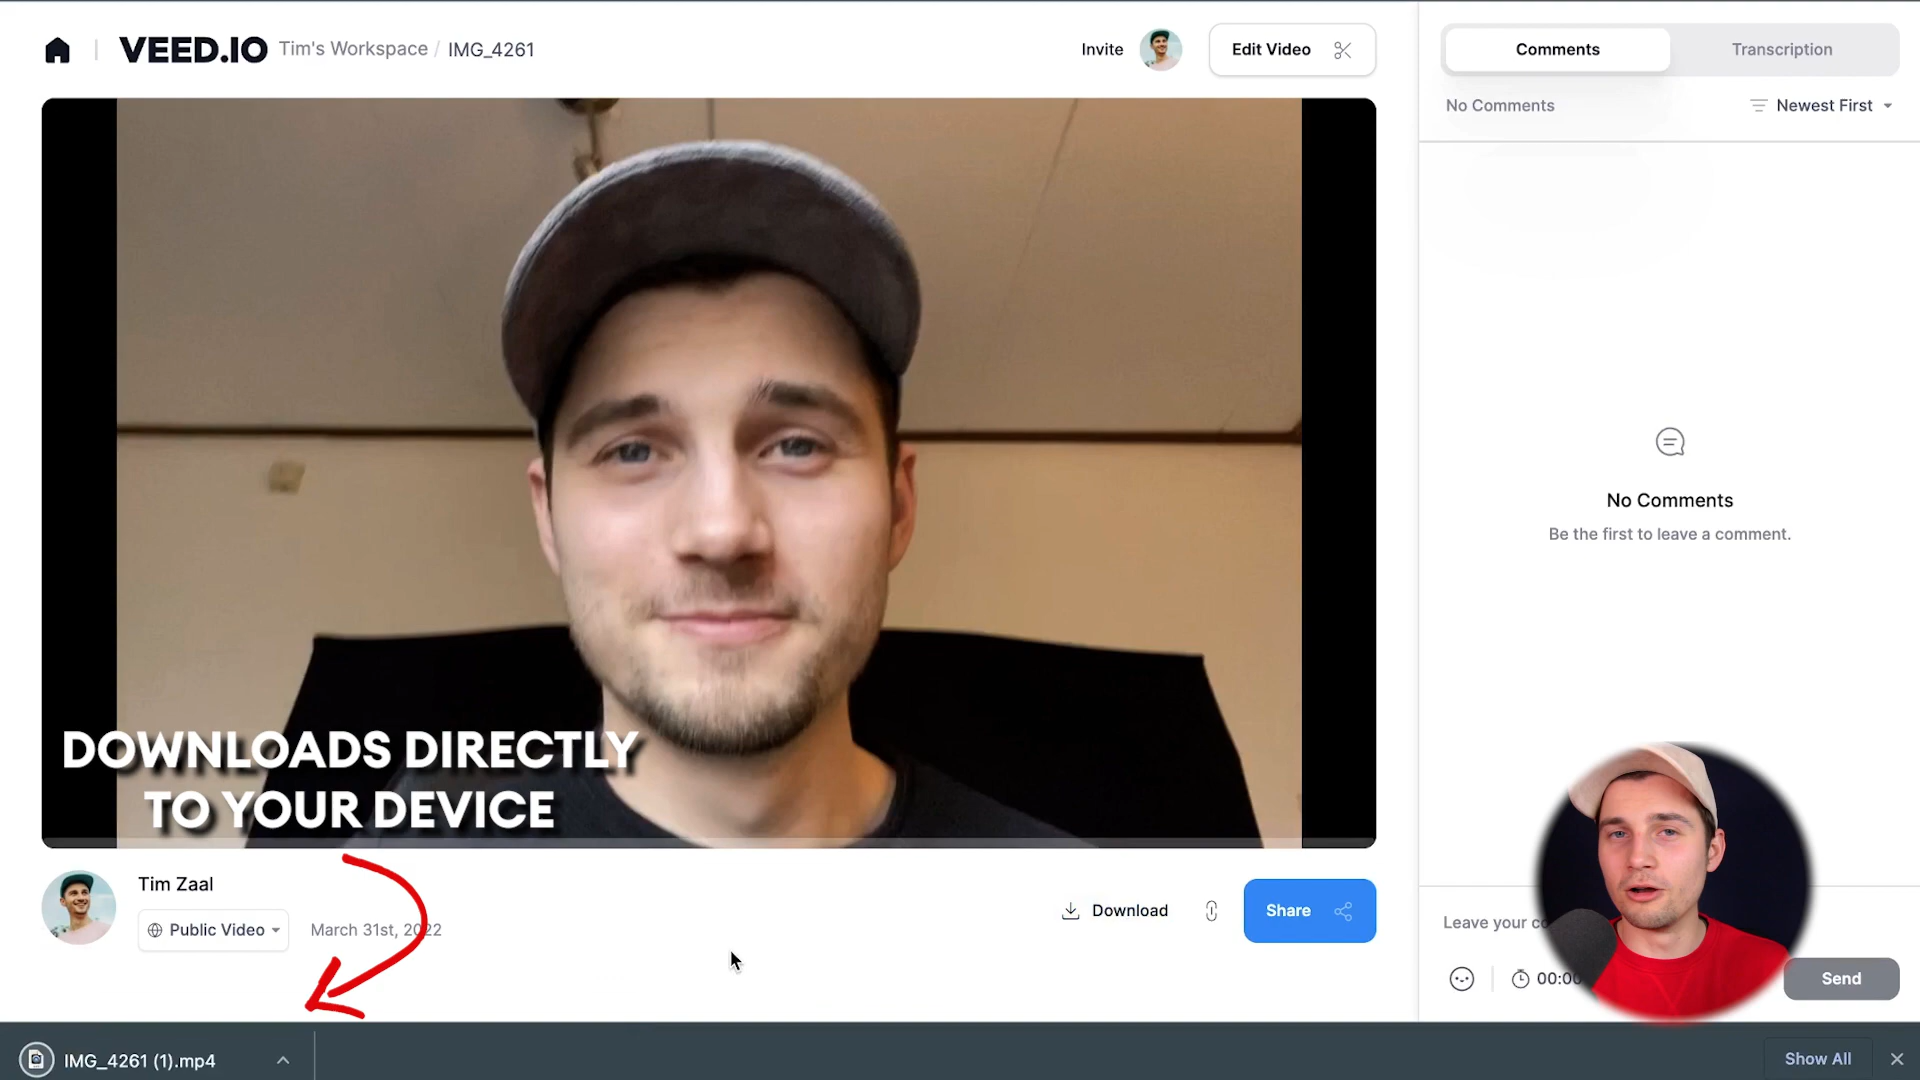 VEED.IO Tim's Workspace / IMG_4261
Invite
Edit Video
Comments
Transcription
No Comments
Newest First
No Comments
Be the first to leave a comment.
DOWNLOADS DIRECTLY
TO YOUR DEVICE
Tim Zaal
Public Video
March 31st, 2022
Download
Share
Leave your
00:00
Send
IMG_4261 (1).mp4
Show All